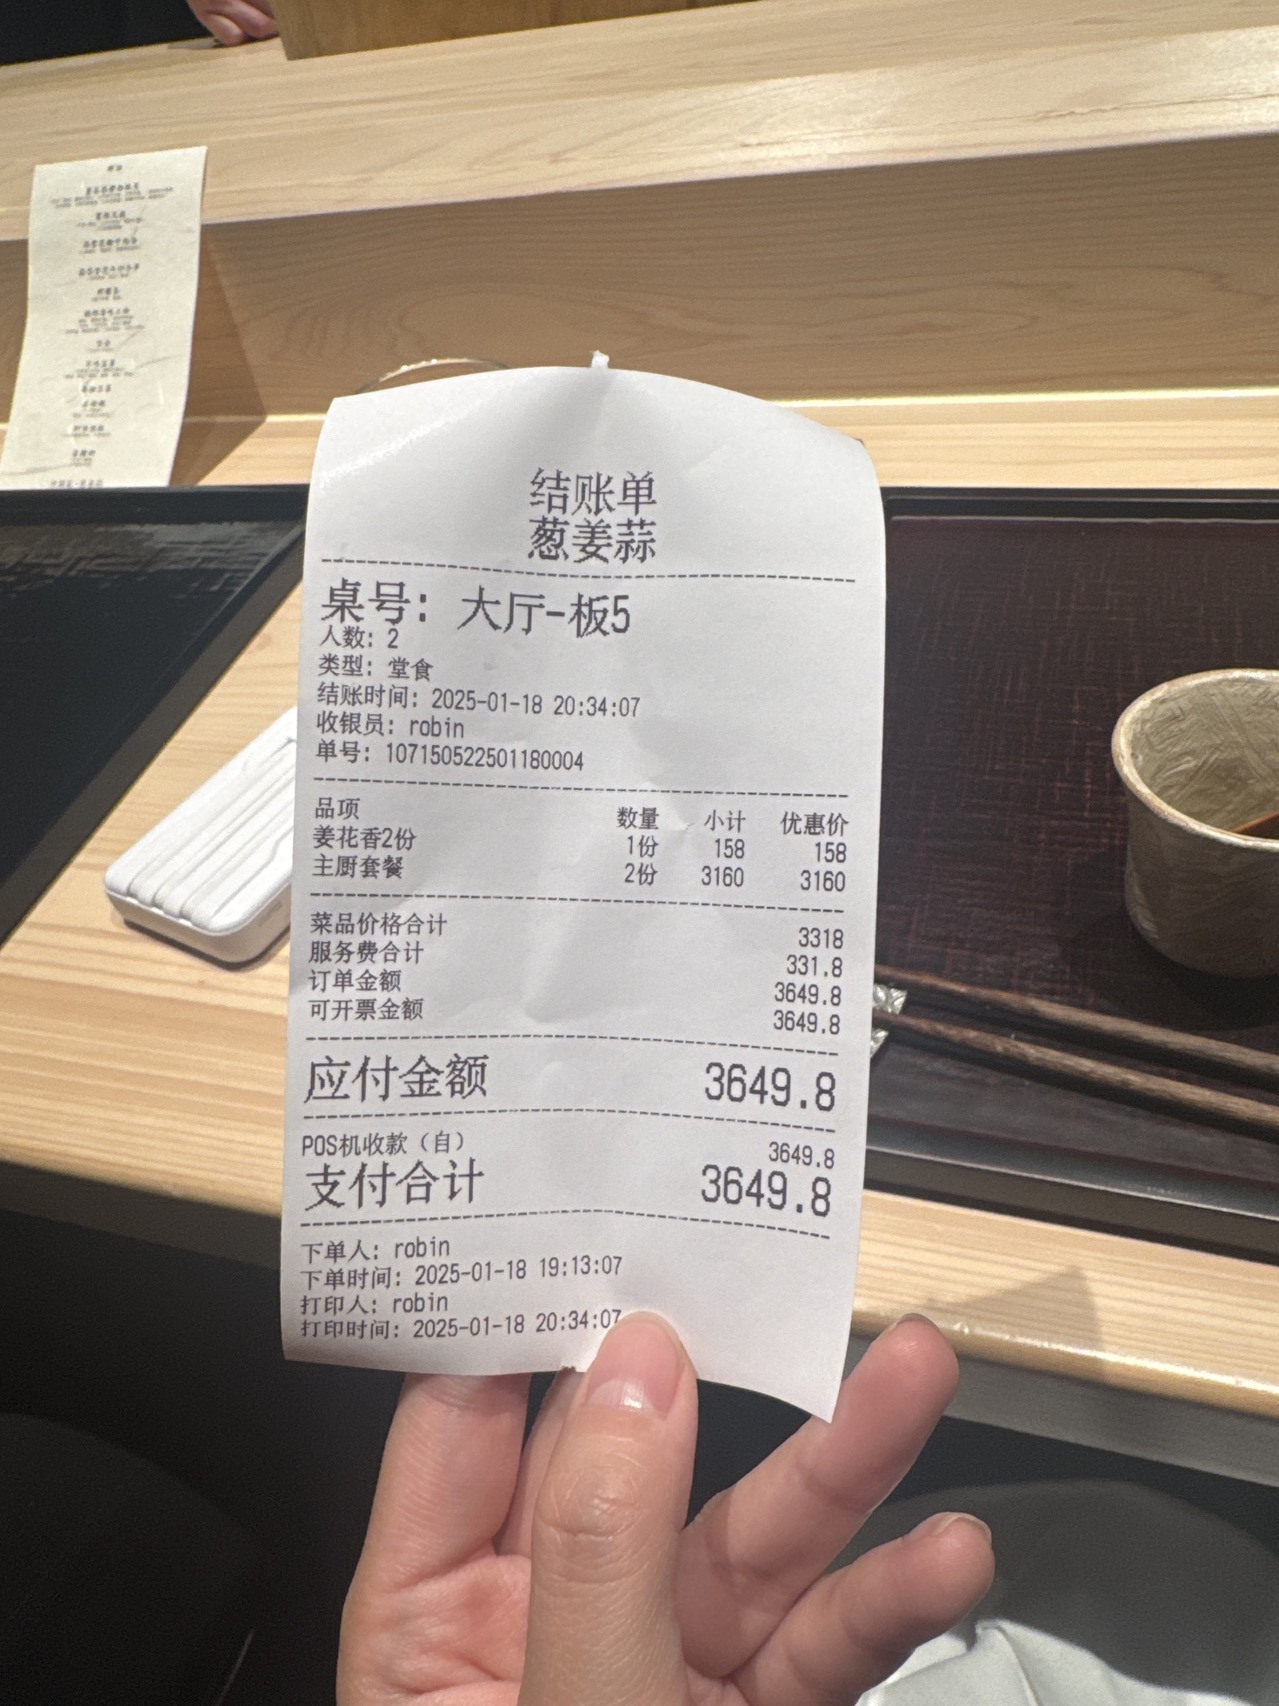 结账单
葱姜蒜
桌号: 大厅-板5
人数: 2
类型: 堂食
结账时间: 2025-01-18 20:34:07
收银员: robin
单号: 107150522501180004
品项 数量 小计 优惠价
姜花香2份 1份 158 158
主厨套餐 2份 3160 3160
菜品价格合计 3318
服务费合计 331.8
订单金额 3649.8
可开票金额 3649.8
应付金额 3649.8
POS机收款（自） 3649.8
支付合计 3649.8
下单人: robin
下单时间: 2025-01-18 19:13:07
打印人: robin
打印时间: 2025-01-18 20:34:07